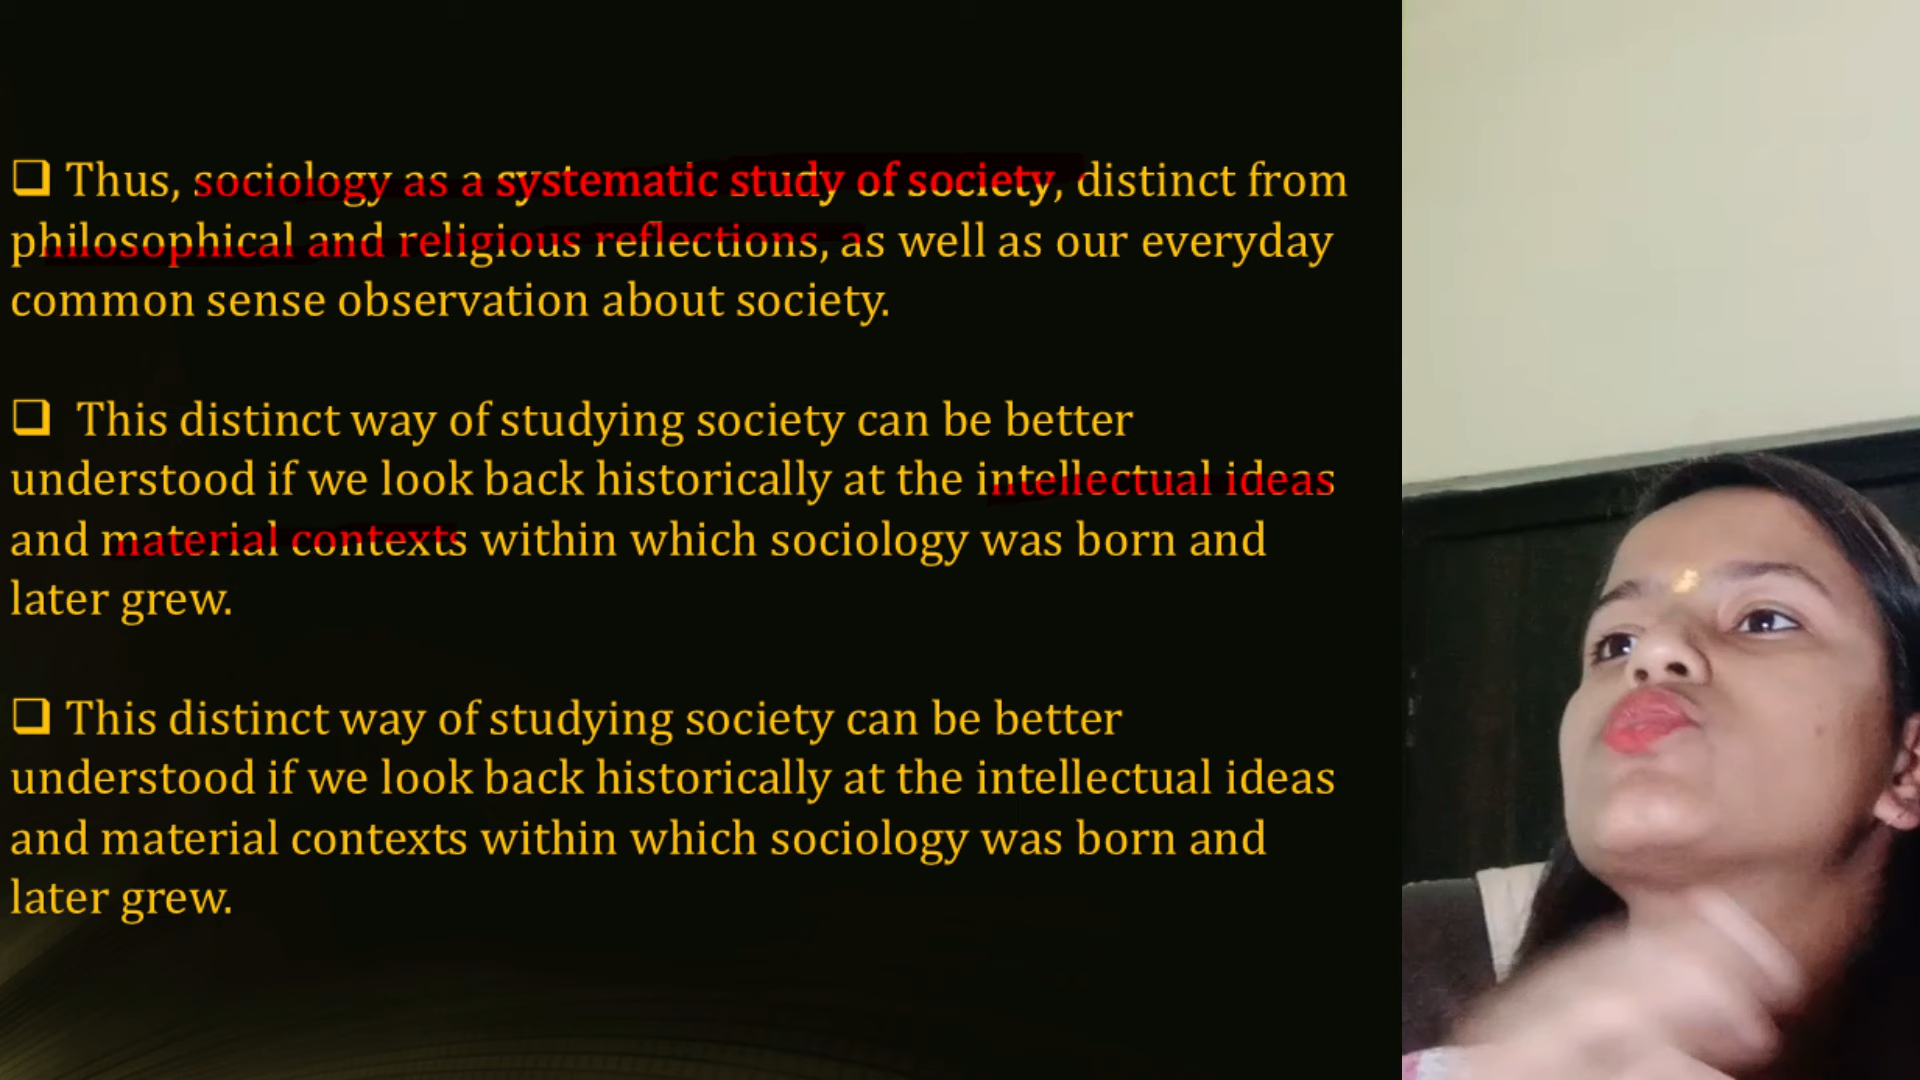 ❑ Thus, sociology as a systematic study of society, distinct from
philosophical and religious reflections, as well as our everyday
common sense observation about society.
❑ This distinct way of studying society can be better
understood if we look back historically at the intellectual ideas
and material contexts within which sociology was born and
later grew.
❑ This distinct way of studying society can be better
understood if we look back historically at the intellectual ideas
and material contexts within which sociology was born and
later grew.